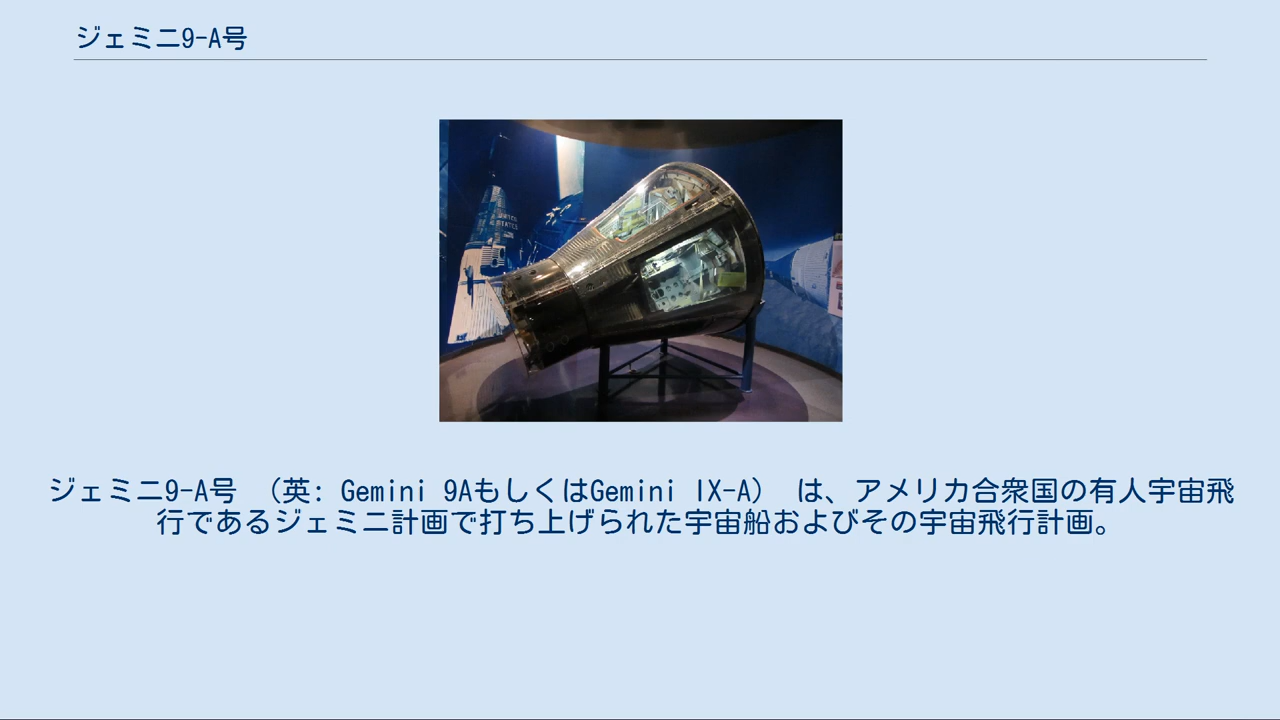 ジェミニ9-A号
UNITED
STATES
ジェミニ9-A号 （英: Gemini 9AもしくはGemini IX-A） は、アメリカ合衆国の有人宇宙飛
行であるジェミニ計画で打ち上げられた宇宙船およびその宇宙飛行計画。